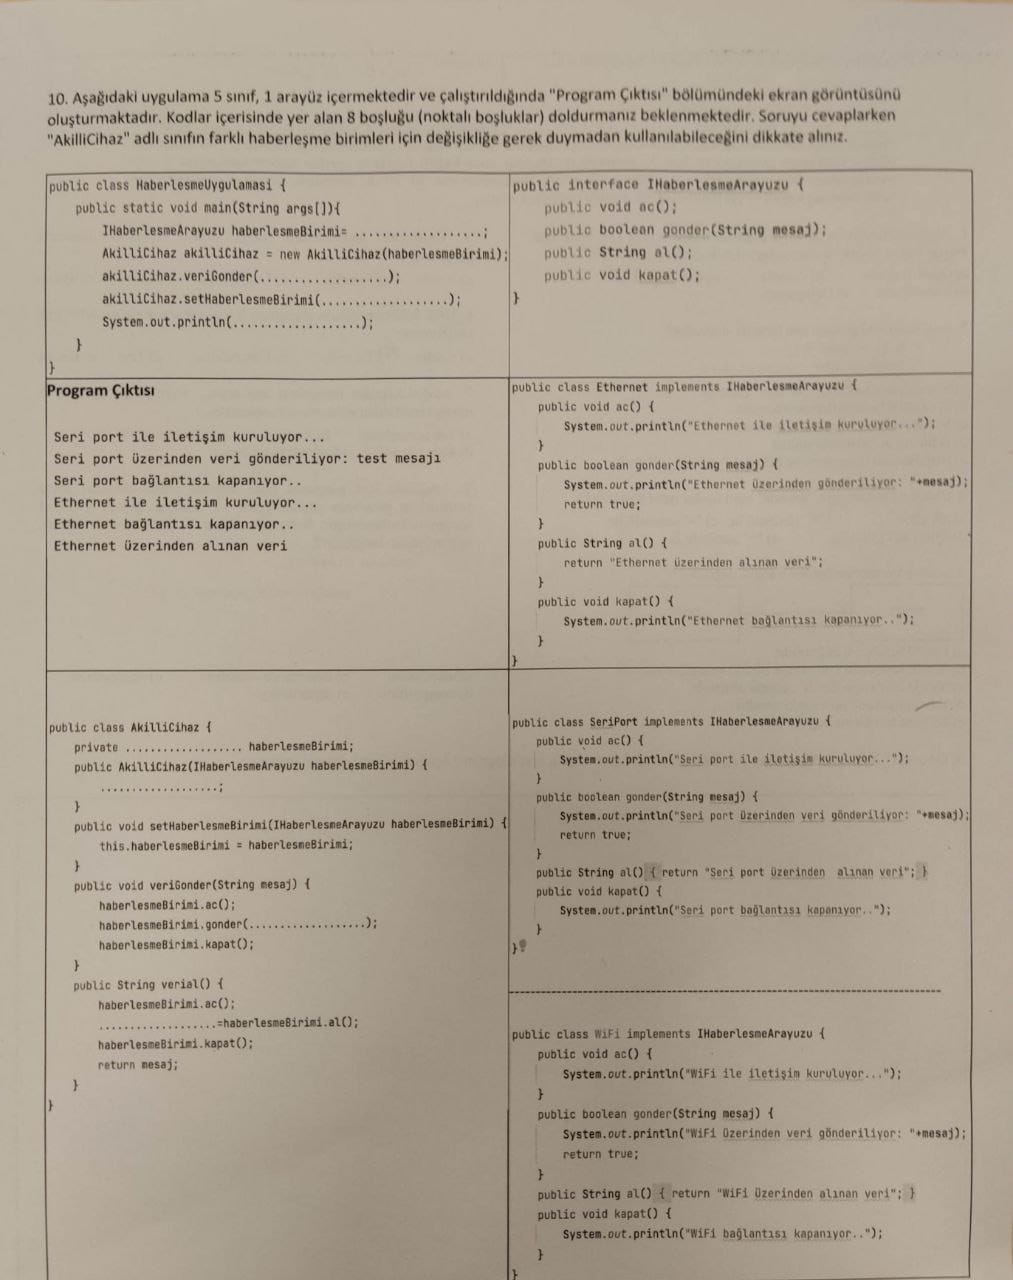 10. Aşağıdaki uygulama 5 sınıf, 1 arayüz içermektedir ve çalıştırıldığında "Program Çıktısı" bölümündeki ekran görüntüsünü
oluşturmaktadır. Kodlar içerisinde yer alan 8 boşluğu (noktalı boşluklar) doldurmanız beklenmektedir. Soruyu cevaplarken
"AkilliCihaz" adlı sınıfın farklı haberleşme birimleri için değişikliğe gerek duymadan kullanılabileceğini dikkate alınız.
public class HaberlesmeUygulamasi {
public static void main(String args[]){
IHaberlesmeArayuzu haberlesmeBirimi= ...................;
AkilliCihaz akilliCihaz = new AkilliCihaz(haberlesmeBirimi);
akilliCihaz.veriGonder(...................);
akilliCihaz.setHaberlesmeBirimi(...................);
System.out.println(...................);
}
}
public interface IHaberlesmeArayuzu {
public void ac();
public boolean gonder(String mesaj);
public String al();
public void kapat();
}
Program Çıktısı
Seri port ile iletişim kuruluyor...
Seri port üzerinden veri gönderiliyor: test mesajı
Seri port bağlantısı kapanıyor..
Ethernet ile iletişim kuruluyor...
Ethernet bağlantısı kapanıyor..
Ethernet üzerinden alınan veri
public class Ethernet implements IHaberlesmeArayuzu {
public void ac() {
System.out.println("Ethernet ile iletişim kuruluyor...");
}
public boolean gonder(String mesaj) {
System.out.println("Ethernet üzerinden gönderiliyor: "+mesaj);
return true;
}
public String al() {
return "Ethernet üzerinden alınan veri";
}
public void kapat() {
System.out.println("Ethernet bağlantısı kapanıyor..");
}
}
public class AkilliCihaz {
private ................... haberlesmeBirimi;
public AkilliCihaz(IHaberlesmeArayuzu haberlesmeBirimi) {
...................;
}
public void setHaberlesmeBirimi(IHaberlesmeArayuzu haberlesmeBirimi) {
this.haberlesmeBirimi = haberlesmeBirimi;
}
public void veriGonder(String mesaj) {
haberlesmeBirimi.ac();
haberlesmeBirimi.gonder(...................);
haberlesmeBirimi.kapat();
}
public String verial() {
haberlesmeBirimi.ac();
...................=haberlesmeBirimi.al();
haberlesmeBirimi.kapat();
return mesaj;
}
}
public class SeriPort implements IHaberlesmeArayuzu {
public void ac() {
System.out.println("Seri port ile iletişim kuruluyor...");
}
public boolean gonder(String mesaj) {
System.out.println("Seri port üzerinden veri gönderiliyor: "+mesaj);
return true;
}
public String al() { return "Seri port üzerinden alınan veri"; }
public void kapat() {
System.out.println("Seri port bağlantısı kapanıyor..");
}
}
public class WiFi implements IHaberlesmeArayuzu {
public void ac() {
System.out.println("WiFi ile iletişim kuruluyor...");
}
public boolean gonder(String mesaj) {
System.out.println("WiFi üzerinden veri gönderiliyor: "+mesaj);
return true;
}
public String al() { return "WiFi üzerinden alınan veri"; }
public void kapat() {
System.out.println("WiFi bağlantısı kapanıyor..");
}
}